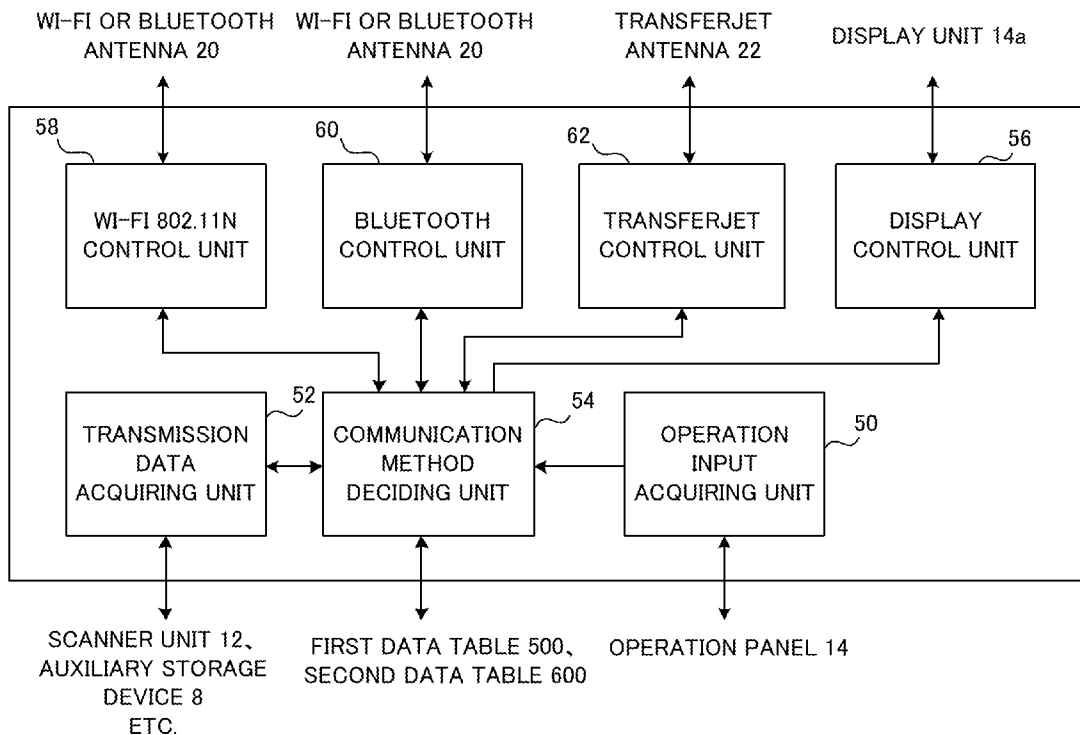 WI-FI OR BLUETOOTH
ANTENNA 20
WI-FI OR BLUETOOTH
ANTENNA 20
TRANSFERJET
ANTENNA 22
DISPLAY UNIT 14a
58
WI-FI 802.11N
CONTROL UNIT
60
BLUETOOTH
CONTROL UNIT
62
TRANSFERJET
CONTROL UNIT
56
DISPLAY
CONTROL UNIT
52
TRANSMISSION
DATA
ACQUIRING UNIT
54
COMMUNICATION
METHOD
DECIDING UNIT
50
OPERATION
INPUT
ACQUIRING UNIT
SCANNER UNIT 12、
AUXILIARY STORAGE
DEVICE 8
ETC.
FIRST DATA TABLE 500、
SECOND DATA TABLE 600
OPERATION PANEL 14